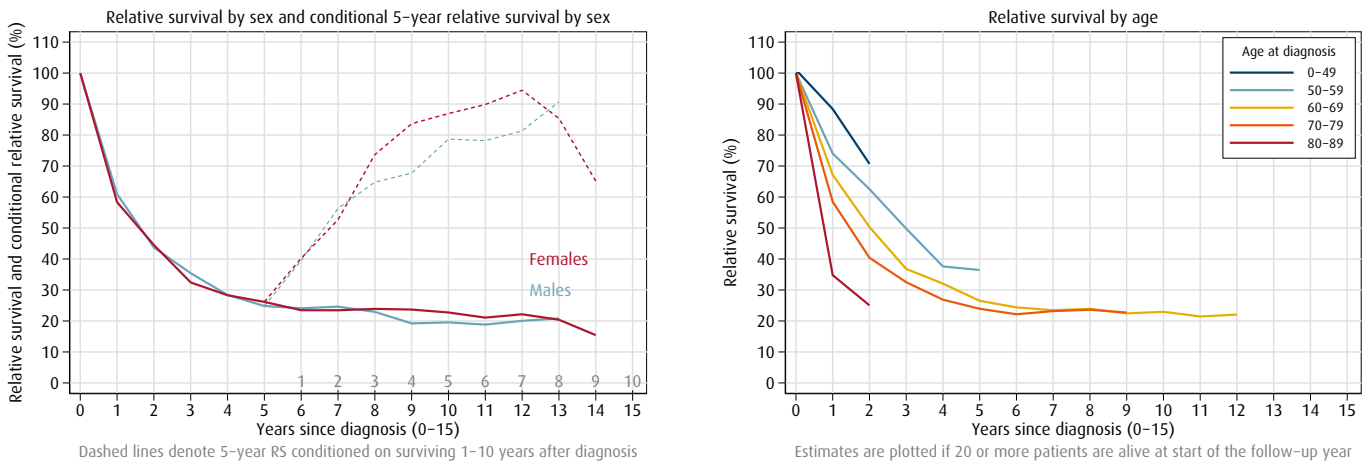 Relative survival by sex and conditional 5-year relative survival by sex
Relative survival and conditional relative survival (%)
110
100
90
80
70
60
50
40
30
20
10
0
Females
Males
1 2 3 4 5 6 7 8 9 10
0 1 2 3 4 5 6 7 8 9 10 11 12 13 14 15
Years since diagnosis (0-15)
Dashed lines denote 5-year RS conditioned on surviving 1-10 years after diagnosis
Relative survival by age
Relative survival (%)
110
100
90
80
70
60
50
40
30
20
10
0
Age at diagnosis
0-49
50-59
60-69
70-79
80-89
0 1 2 3 4 5 6 7 8 9 10 11 12 13 14 15
Years since diagnosis (0-15)
Estimates are plotted if 20 or more patients are alive at start of the follow-up year